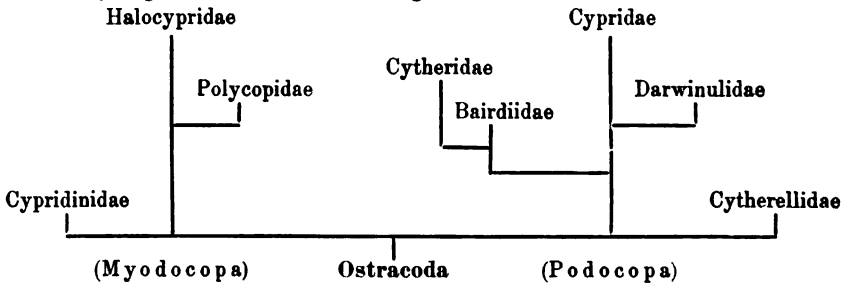 Halocypridae Cypridae
Cytheridae
Polycopidae Darwinulidae
Bairdiidae
Cypridinidae Cytherellidae
(Myodocopa) Ostracoda (Podocopa)